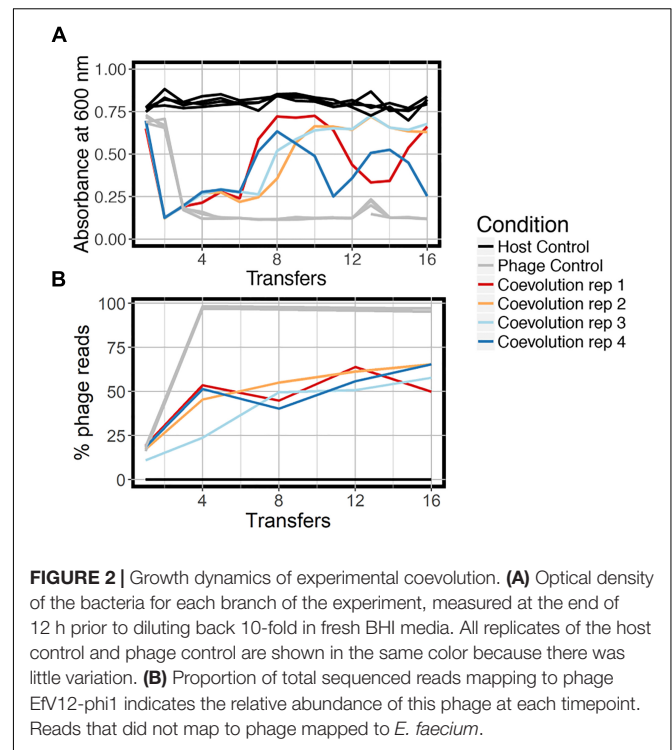 A
Absorbance at 600 nm
1.00
0.75
0.50
0.25
0.00
4
8
12
16
Transfers
B
% phage reads
100
75
50
25
0
4
8
12
16
Transfers
Condition
Host Control
Phage Control
Coevolution rep 1
Coevolution rep 2
Coevolution rep 3
Coevolution rep 4
FIGURE 2 | Growth dynamics of experimental coevolution. (A) Optical density
of the bacteria for each branch of the experiment, measured at the end of
12 h prior to diluting back 10-fold in fresh BHI media. All replicates of the host
control and phage control are shown in the same color because there was
little variation. (B) Proportion of total sequenced reads mapping to phage
EfV12-phi1 indicates the relative abundance of this phage at each timepoint.
Reads that did not map to phage mapped to E. faecium.